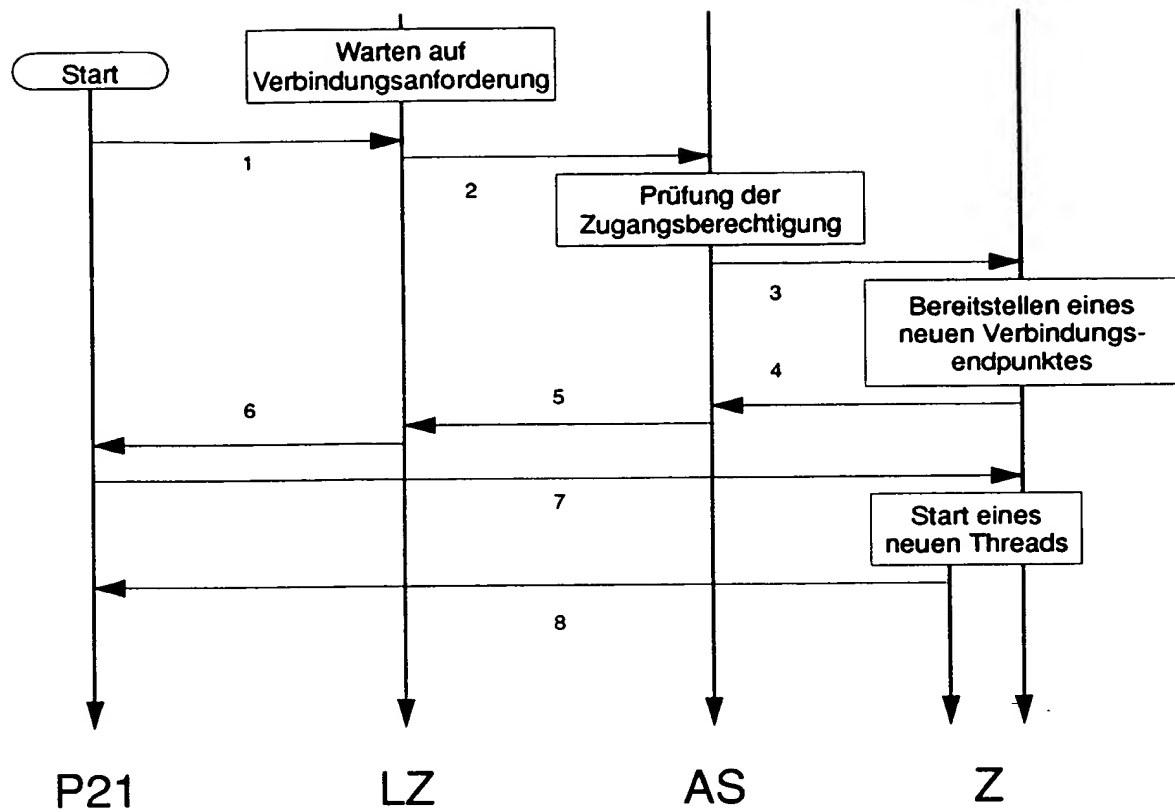 Start
Warten auf
Verbindungsanforderung
1
2
Prüfung der
Zugangsberechtigung
3
Bereitstellen eines
neuen Verbindungs-
endpunktes
4
5
6
7
Start eines
neuen Threads
8
P21
LZ
AS
Z